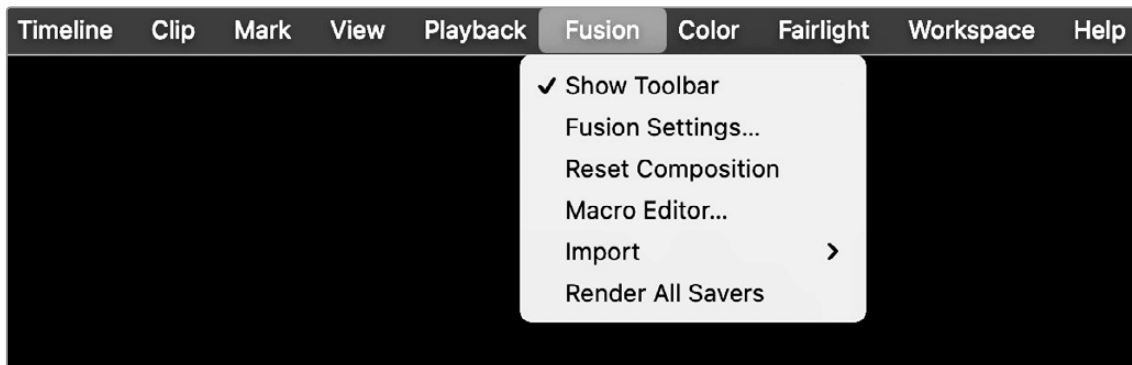 Timeline Clip Mark View Playback Fusion Color Fairlight Workspace Help
✓ Show Toolbar
Fusion Settings...
Reset Composition
Macro Editor...
Import >
Render All Savers